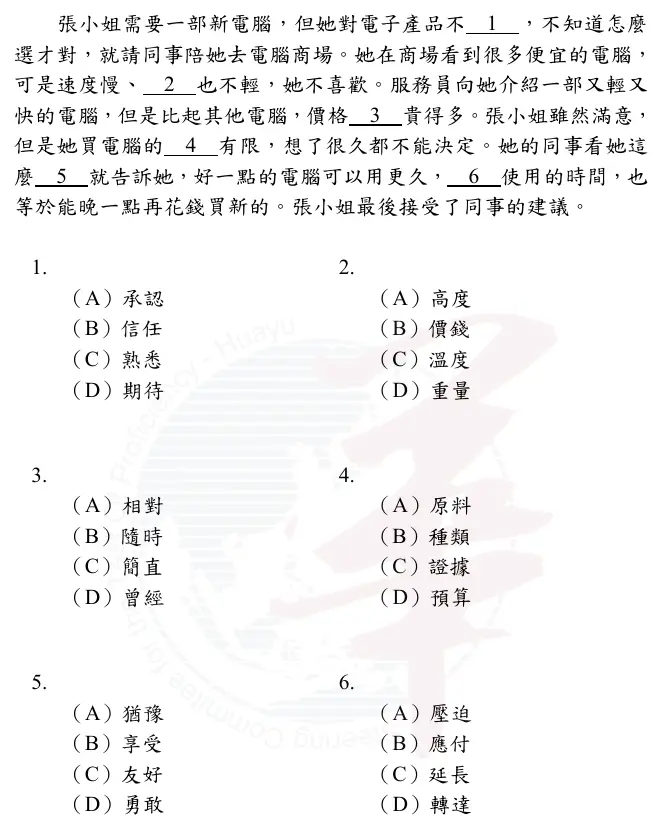 張小姐需要一部新電腦，但她對電子產品不 1 ，不知道怎麼
選才對，就請同事陪她去電腦商場。她在商場看到很多便宜的電腦，
可是速度慢、 2 也不輕，她不喜歡。服務員向她介紹一部又輕又
快的電腦，但是比起其他電腦，價格 3 貴得多。張小姐雖然滿意，
但是她買電腦的 4 有限，想了很久都不能決定。她的同事看她這
麼 5 就告訴她，好一點的電腦可以用更久， 6 使用的時間，也
等於能晚一點再花錢買新的。張小姐最後接受了同事的建議。
1.
（A）承認
（B）信任
（C）熟悉
（D）期待
2.
（A）高度
（B）價錢
（C）溫度
（D）重量
3.
（A）相對
（B）隨時
（C）簡直
（D）曾經
4.
（A）原料
（B）種類
（C）證據
（D）預算
5.
（A）猶豫
（B）享受
（C）友好
（D）勇敢
6.
（A）壓迫
（B）應付
（C）延長
（D）轉達